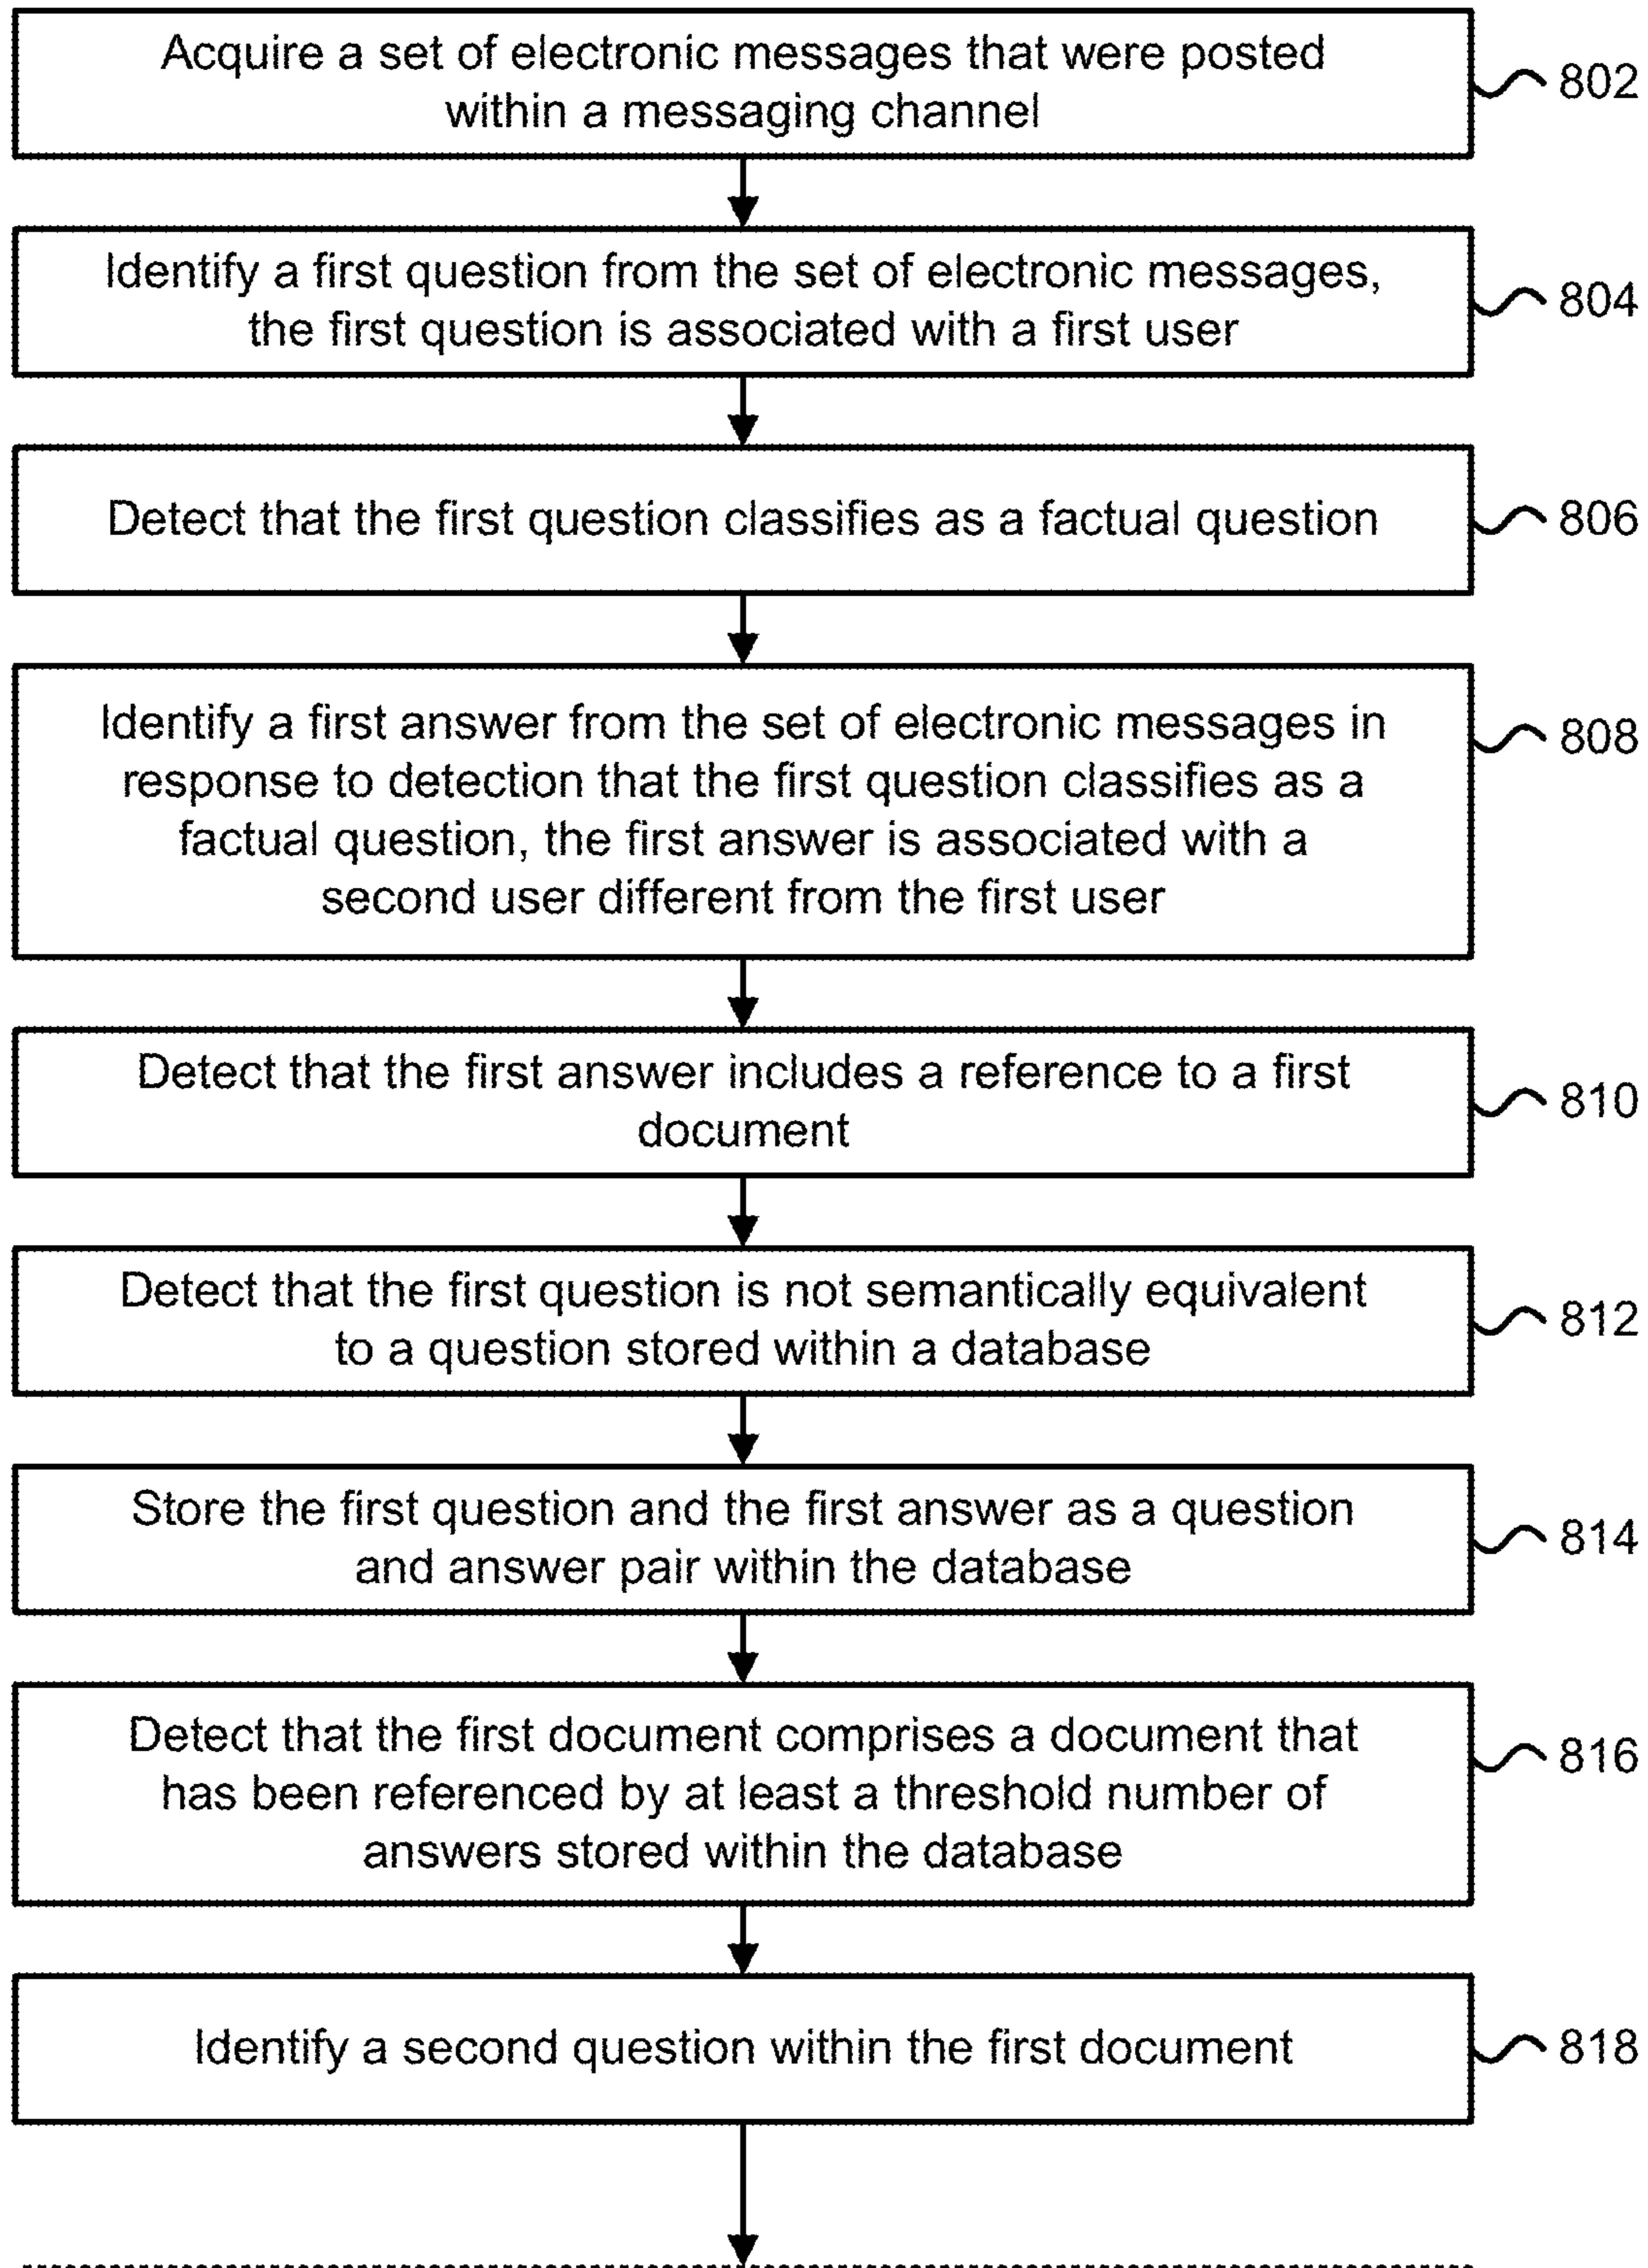 Acquire a set of electronic messages that were posted
within a messaging channel
802
Identify a first question from the set of electronic messages,
the first question is associated with a first user
804
Detect that the first question classifies as a factual question
806
Identify a first answer from the set of electronic messages in
response to detection that the first question classifies as a
factual question, the first answer is associated with a
second user different from the first user
808
Detect that the first answer includes a reference to a first
document
810
Detect that the first question is not semantically equivalent
to a question stored within a database
812
Store the first question and the first answer as a question
and answer pair within the database
814
Detect that the first document comprises a document that
has been referenced by at least a threshold number of
answers stored within the database
816
Identify a second question within the first document
818